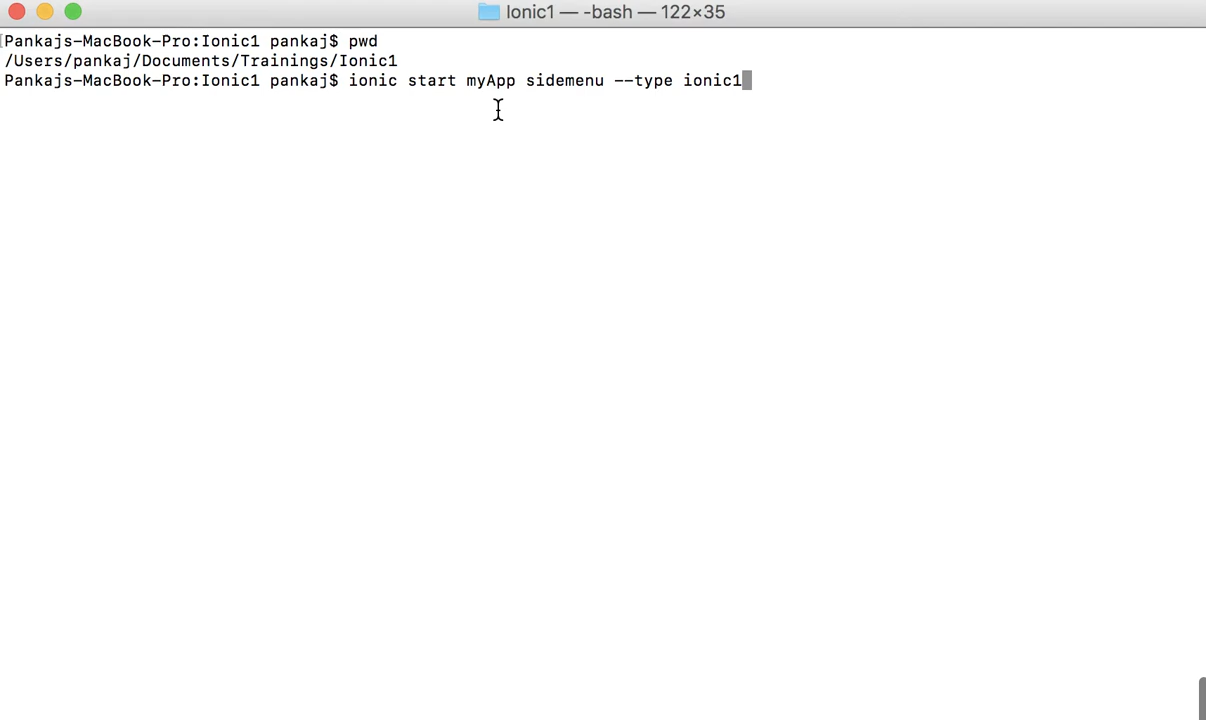 Ionic1 — -bash — 122×35
[Pankajs-MacBook-Pro:Ionic1 pankaj$ pwd
/Users/pankaj/Documents/Trainings/Ionic1
Pankajs-MacBook-Pro:Ionic1 pankaj$ ionic start myApp sidemenu --type ionic1